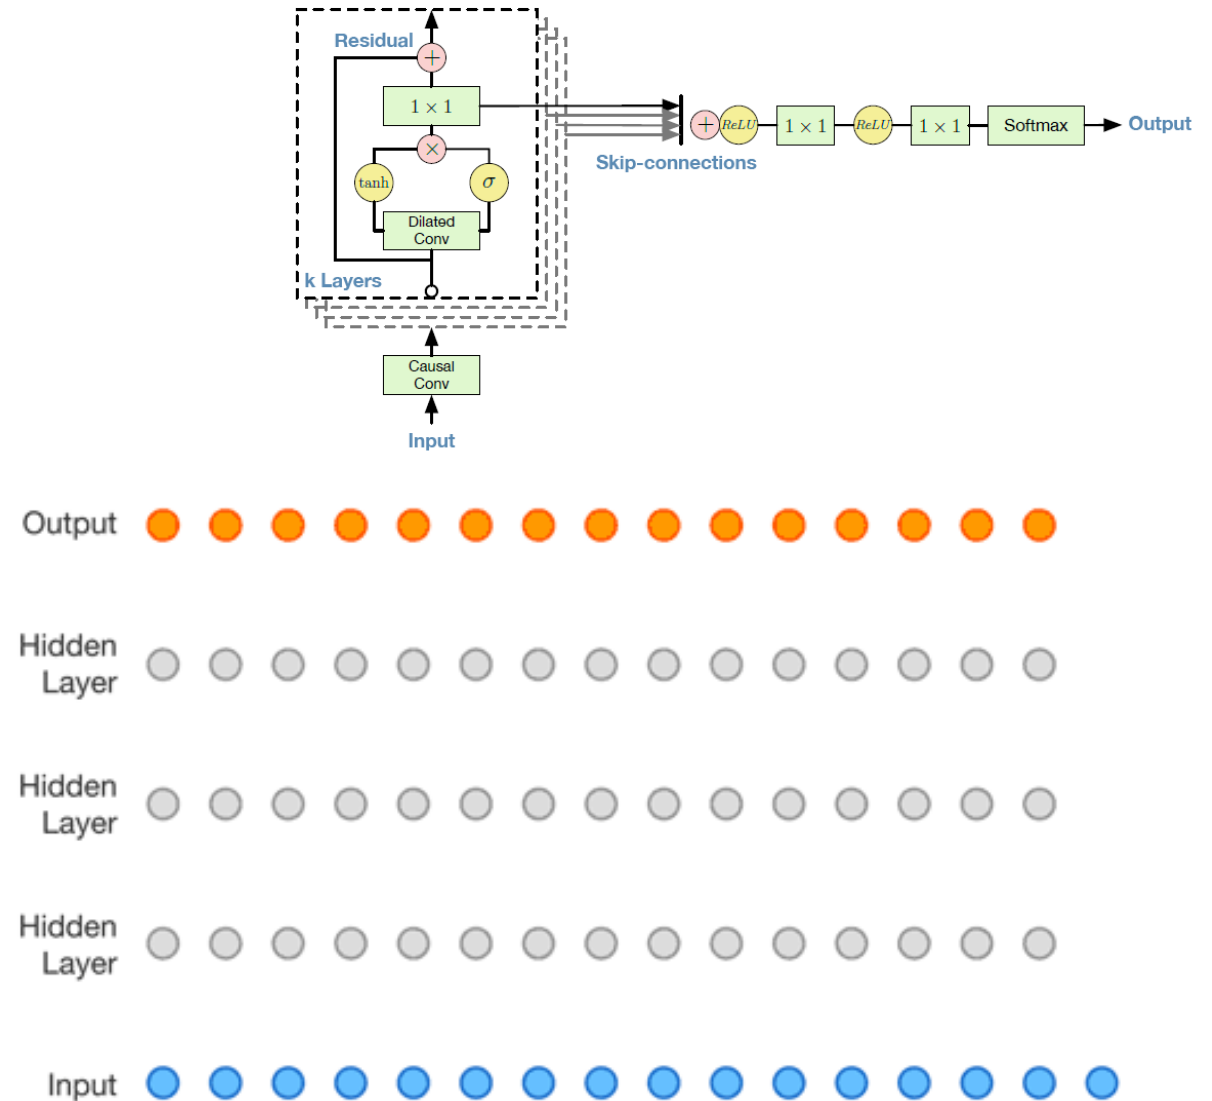 Residual
+
1 × 1
×
tanh
σ
Dilated
Conv
k Layers
Causal
Conv
Input
Skip-connections
+
ReLU
1 × 1
ReLU
1 × 1
Softmax
Output
Output
Hidden
Layer
Hidden
Layer
Hidden
Layer
Input